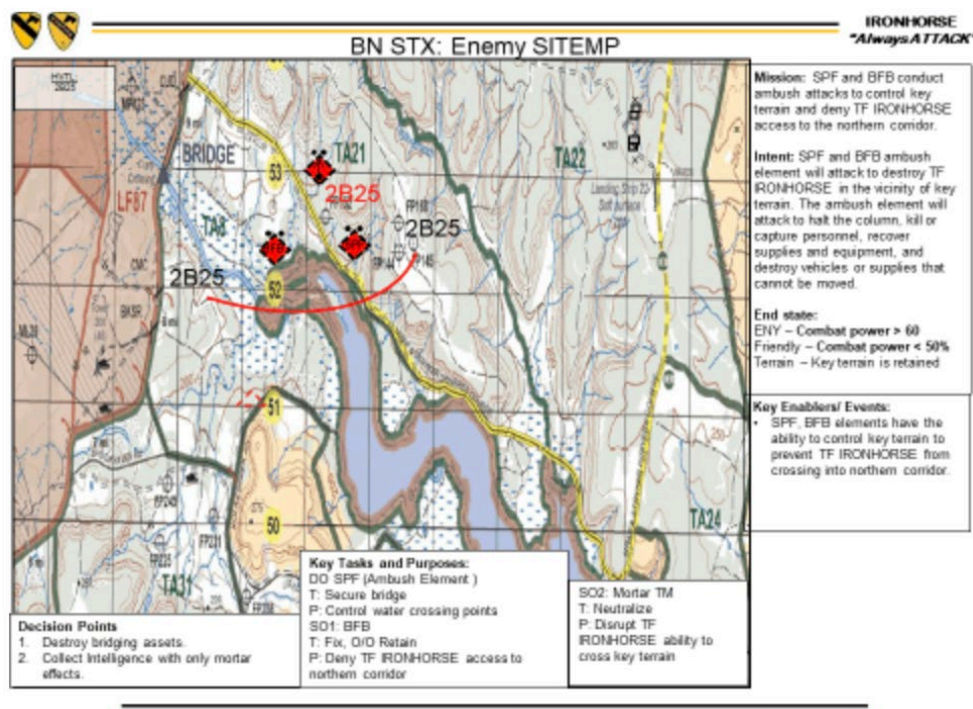 IRONHORSE
"Always ATTACK"
BN STX: Enemy SITEMP
BRIDGE
TA21
TA22
53
2B25
2B25
LF87
TA8
BFB
2B25
52
CMC
51
50
TA24
TA31
FP231
FP235
Mission: SPF and BFB conduct
ambush attacks to control key
terrain and deny TF IRONHORSE
access to the northern corridor.
Intent: SPF and BFB ambush
element will attack to destroy TF
IRONHORSE in the vicinity of key
terrain. The ambush element will
attack to halt the column, kill or
capture personnel, recover
supplies and equipment, and
destroy vehicles or supplies that
cannot be moved.
End state:
ENY – Combat power > 60
Friendly – Combat power < 50%
Terrain – Key terrain is retained
Key Enablers/ Events:
• SPF, BFB elements have the
ability to control key terrain to
prevent TF IRONHORSE from
crossing into northern corridor.
Decision Points
1. Destroy bridging assets.
2. Collect Intelligence with only mortar
effects.
Key Tasks and Purposes:
DO SPF (Ambush Element )
T: Secure bridge
P: Control water crossing points
SO1: BFB
T: Fix, O/O Retain
P: Deny TF IRONHORSE access to
northern corridor
SO2: Mortar TM
T: Neutralize
P: Disrupt TF
IRONHORSE ability to
cross key terrain